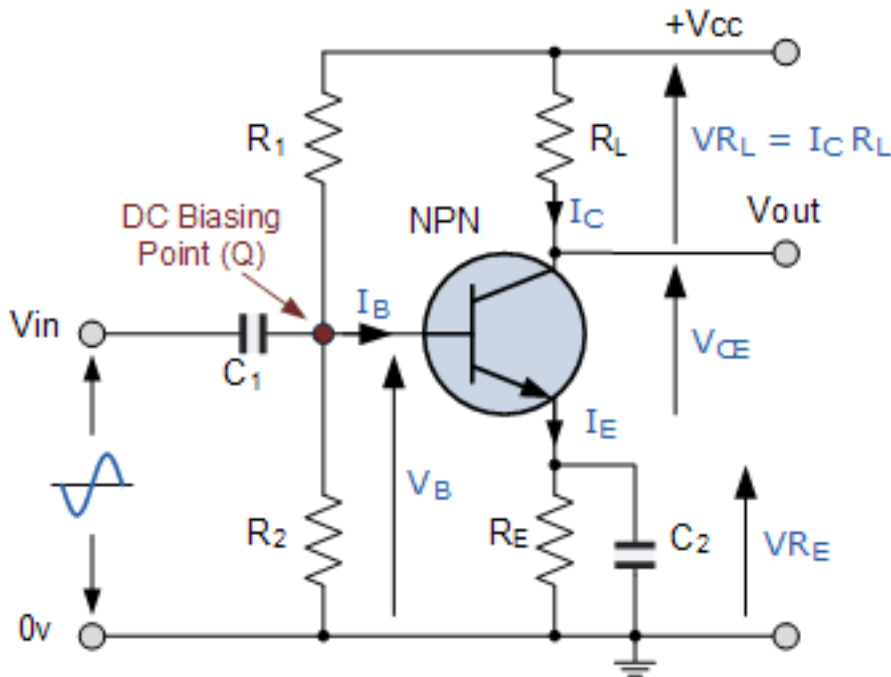 +Vcc
R1
RL
VRL = IC RL
DC Biasing
Point (Q)
NPN
IC
Vout
Vin
IB
C1
VCE
IE
VB
R2
RE
C2
VRE
0v